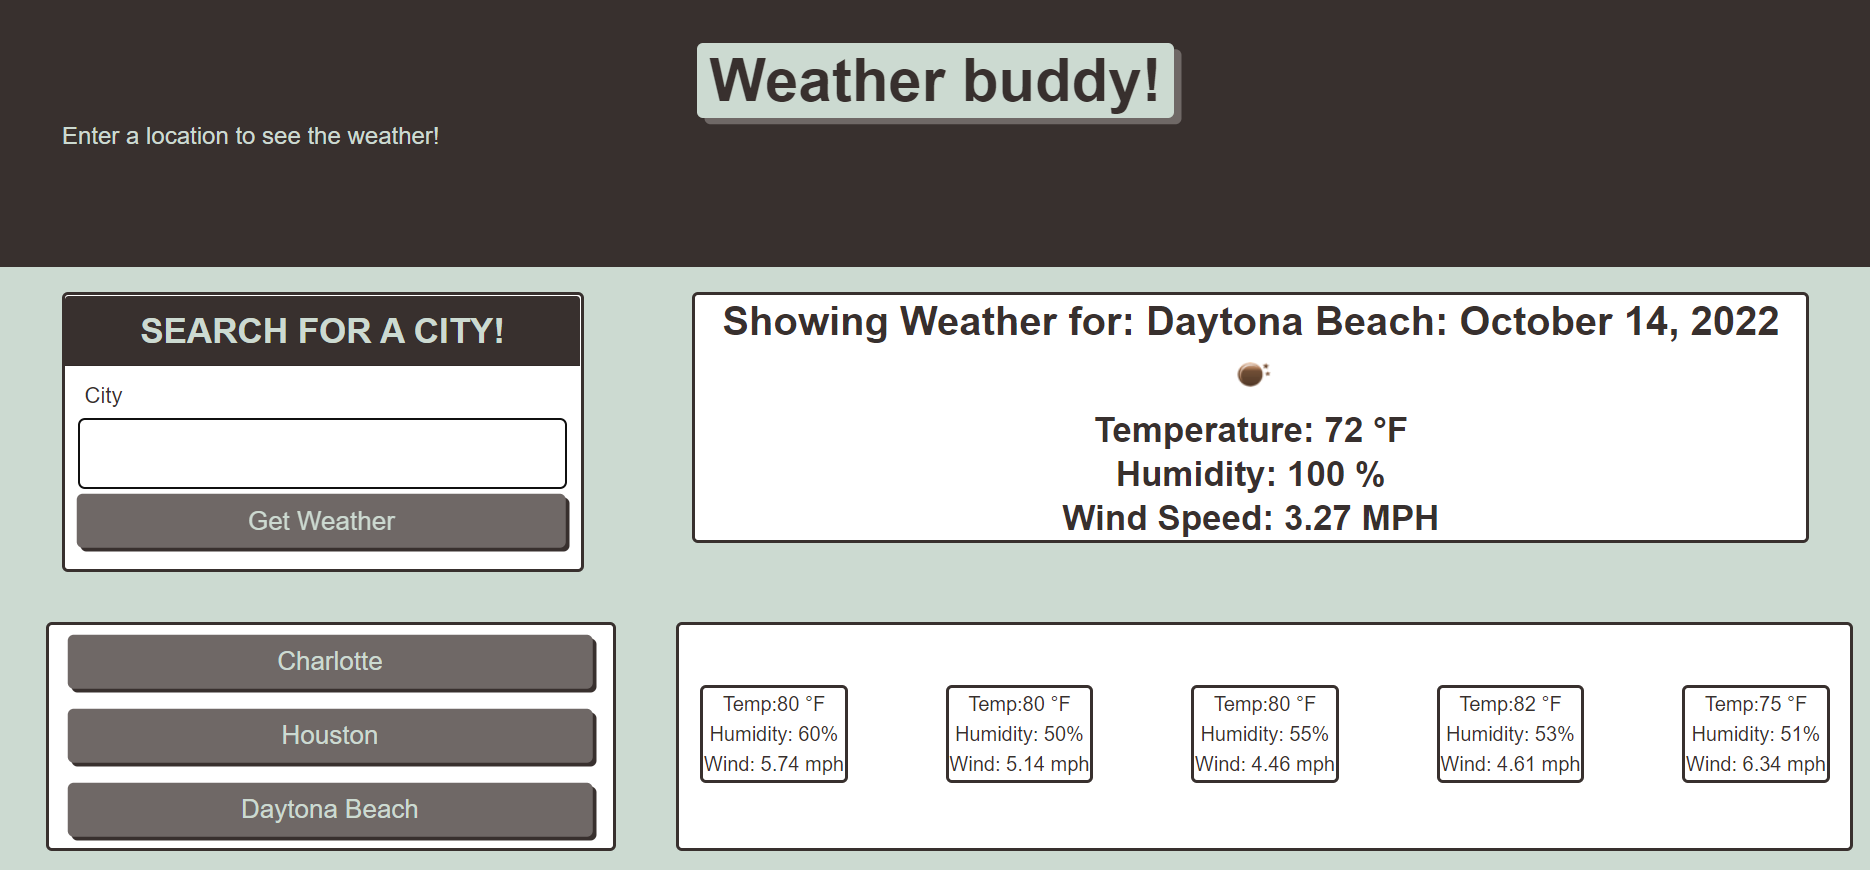 Weather buddy!
Enter a location to see the weather!
SEARCH FOR A CITY!
City
Get Weather
Showing Weather for: Daytona Beach: October 14, 2022
Temperature: 72 °F
Humidity: 100 %
Wind Speed: 3.27 MPH
Charlotte
Houston
Daytona Beach
Temp:80 °F
Humidity: 60%
Wind: 5.74 mph
Temp:80 °F
Humidity: 50%
Wind: 5.14 mph
Temp:80 °F
Humidity: 55%
Wind: 4.46 mph
Temp:82 °F
Humidity: 53%
Wind: 4.61 mph
Temp:75 °F
Humidity: 51%
Wind: 6.34 mph